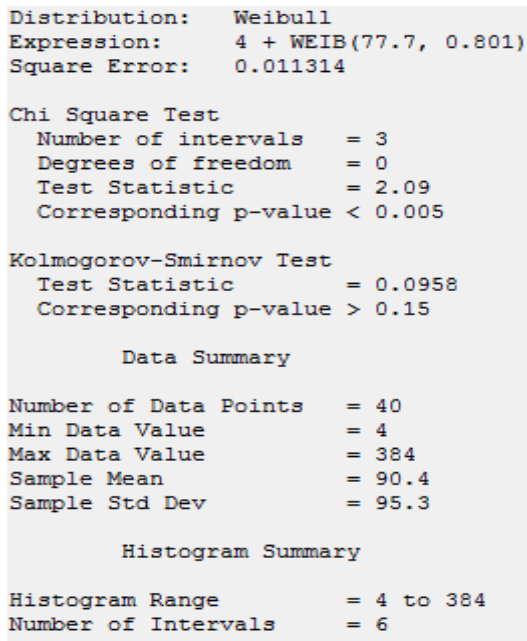 Distribution: Weibull
Expression: 4 + WEIB(77.7, 0.801)
Square Error: 0.011314
Chi Square Test
Number of intervals = 3
Degrees of freedom = 0
Test Statistic = 2.09
Corresponding p-value < 0.005
Kolmogorov-Smirnov Test
Test Statistic = 0.0958
Corresponding p-value > 0.15
Data Summary
Number of Data Points = 40
Min Data Value = 4
Max Data Value = 384
Sample Mean = 90.4
Sample Std Dev = 95.3
Histogram Summary
Histogram Range = 4 to 384
Number of Intervals = 6